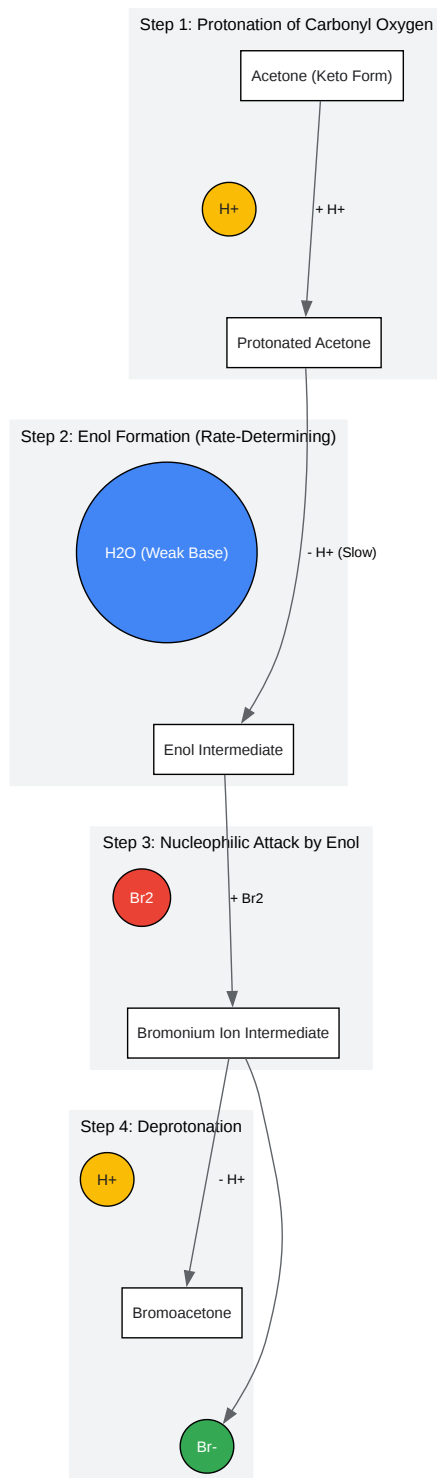 Step 1: Protonation of Carbonyl Oxygen
Acetone (Keto Form)
H+
+ H+
Protonated Acetone
Step 2: Enol Formation (Rate-Determining)
H2O (Weak Base)
- H+ (Slow)
Enol Intermediate
Step 3: Nucleophilic Attack by Enol
Br2
+ Br2
Bromonium Ion Intermediate
Step 4: Deprotonation
H+
- H+
Bromoacetone
Br-